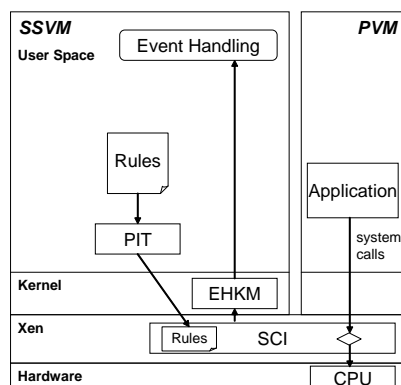 SSVM
PVM
User Space
Event Handling
Rules
Application
PIT
system
calls
Kernel
EHKM
Xen
Rules
SCI
Hardware
CPU